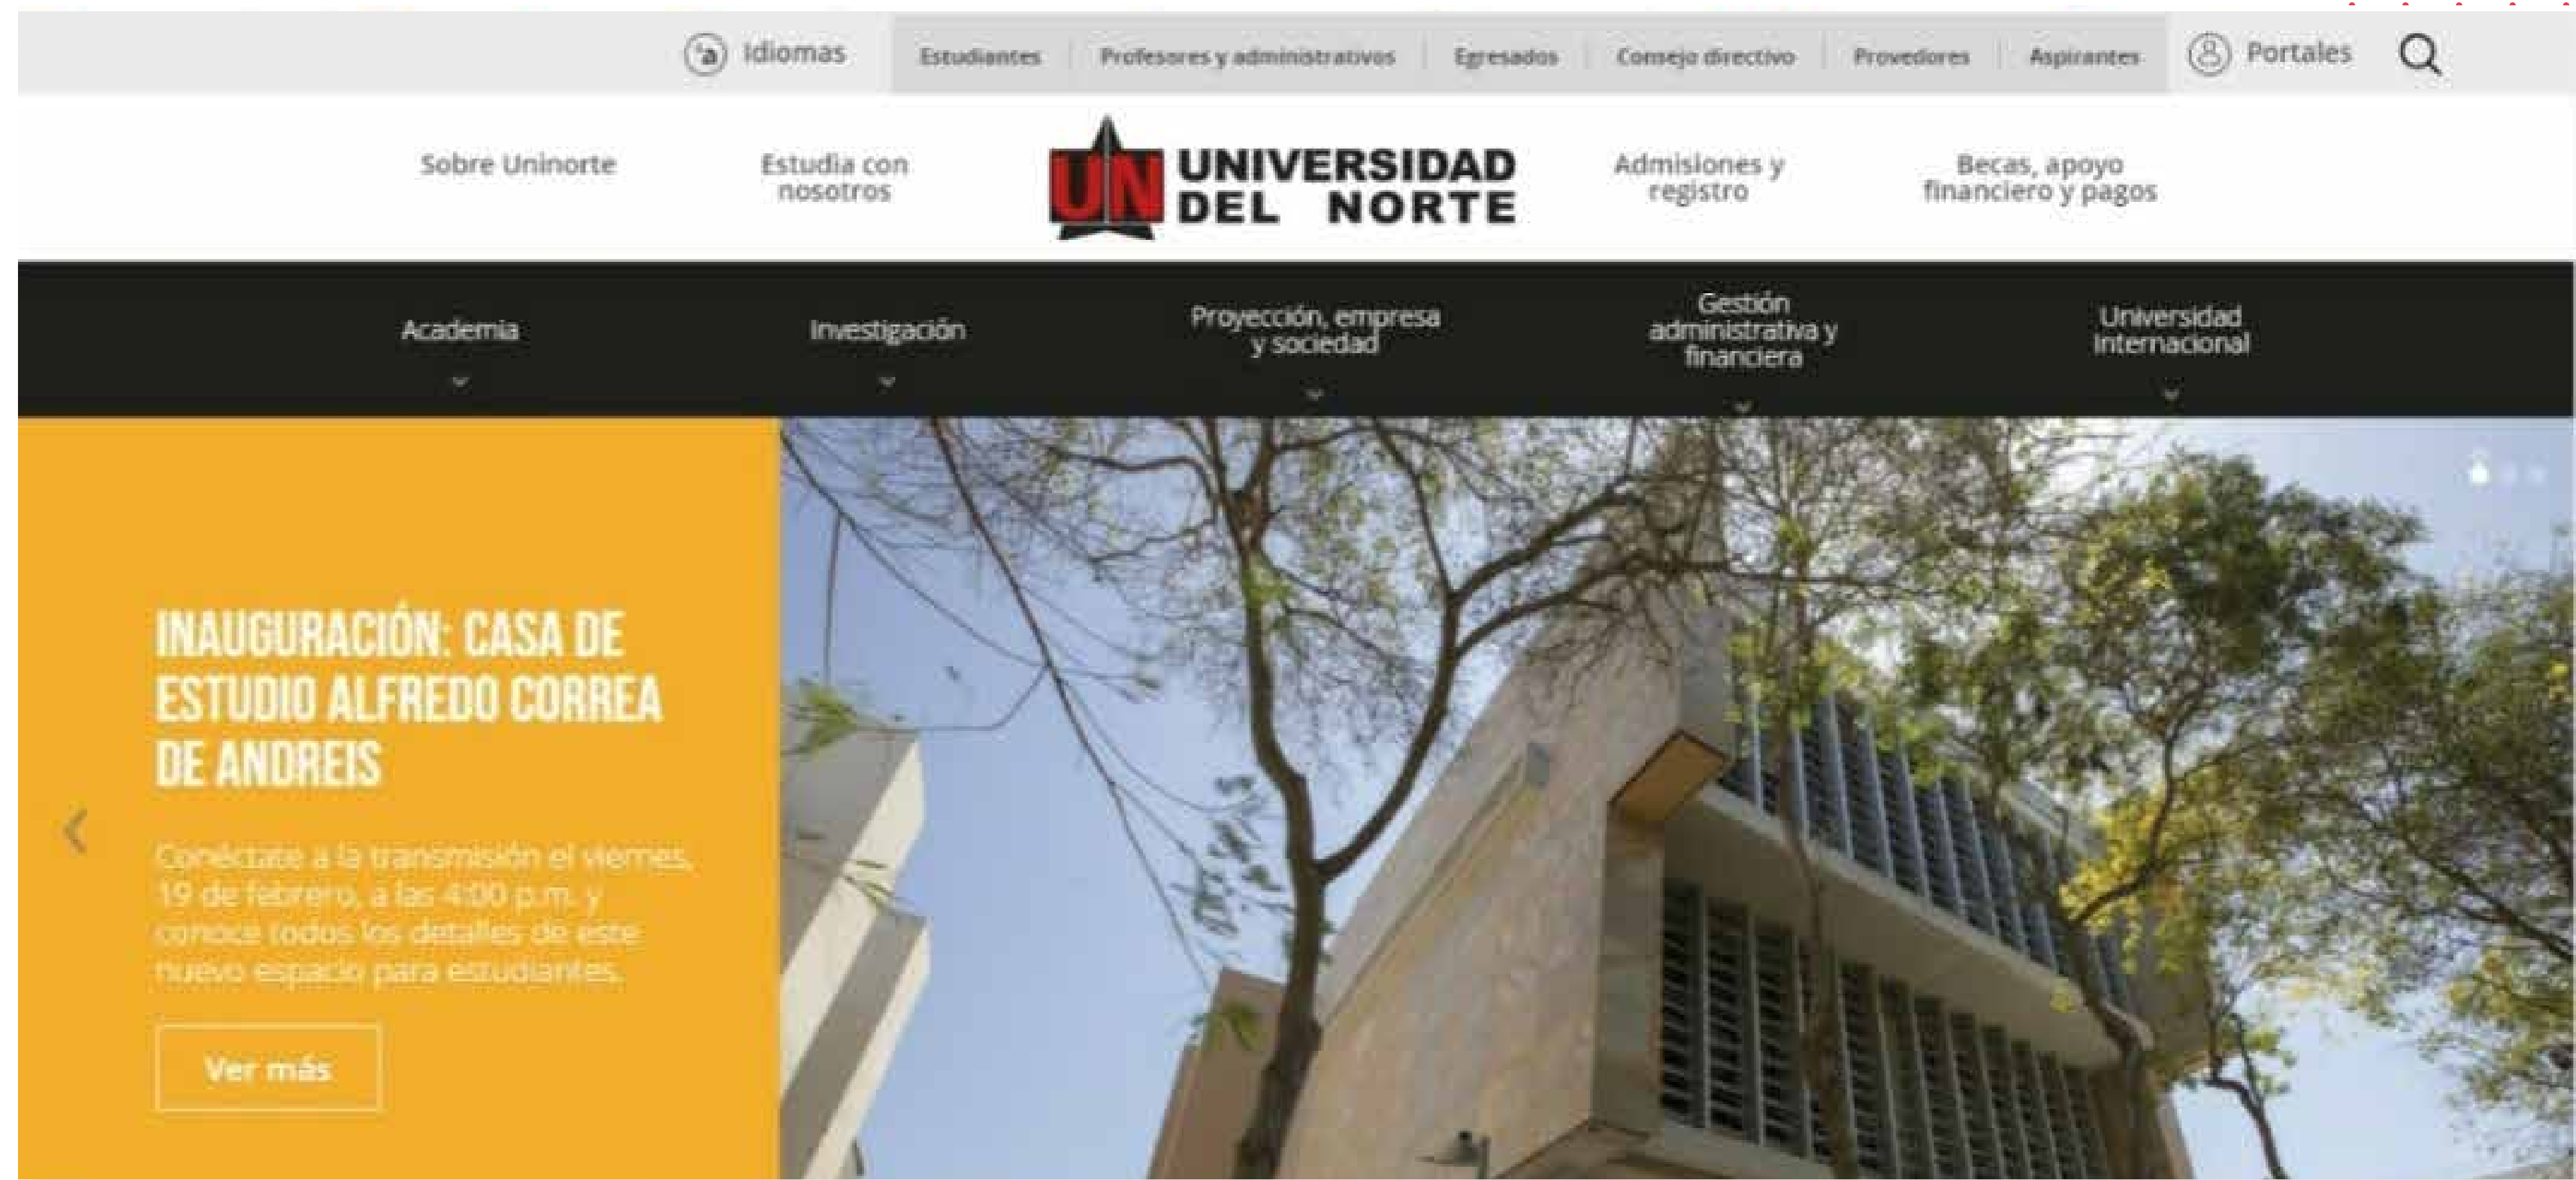 Idiomas
Estudiantes
Profesores y administrativos
Egresados
Consejo directivo
Provedores
Aspirantes
Portales
Sobre Uninorte
Estudia con
nosotros
UN
UNIVERSIDAD
DEL NORTE
Admisiones y
registro
Becas, apoyo
financiero y pagos
Academia
Investigación
Proyección, empresa
y sociedad
Gestión
administrativa y
financiera
Universidad
Internacional
INAUGURACIÓN: CASA DE
ESTUDIO ALFREDO CORREA
DE ANDREIS
Conéctate a la transmisión el viernes,
19 de febrero, a las 4:00 p.m. y
conoce todos los detalles de este
nuevo espacio para estudiantes.
Ver más